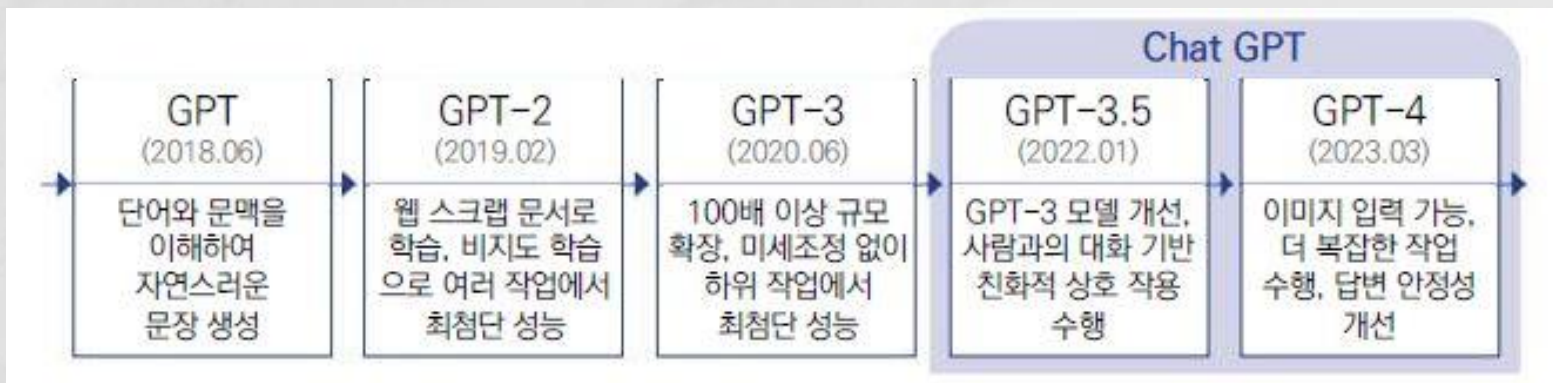 Chat GPT
GPT
(2018.06)
단어와 문맥을
이해하여
자연스러운
문장 생성
GPT-2
(2019.02)
웹 스크랩 문서로
학습, 비지도 학습
으로 여러 작업에서
최첨단 성능
GPT-3
(2020.06)
100배 이상 규모
확장, 미세조정 없이
하위 작업에서
최첨단 성능
GPT-3.5
(2022.01)
GPT-3 모델 개선,
사람과의 대화 기반
친화적 상호 작용
수행
GPT-4
(2023.03)
이미지 입력 가능,
더 복잡한 작업
수행, 답변 안정성
개선